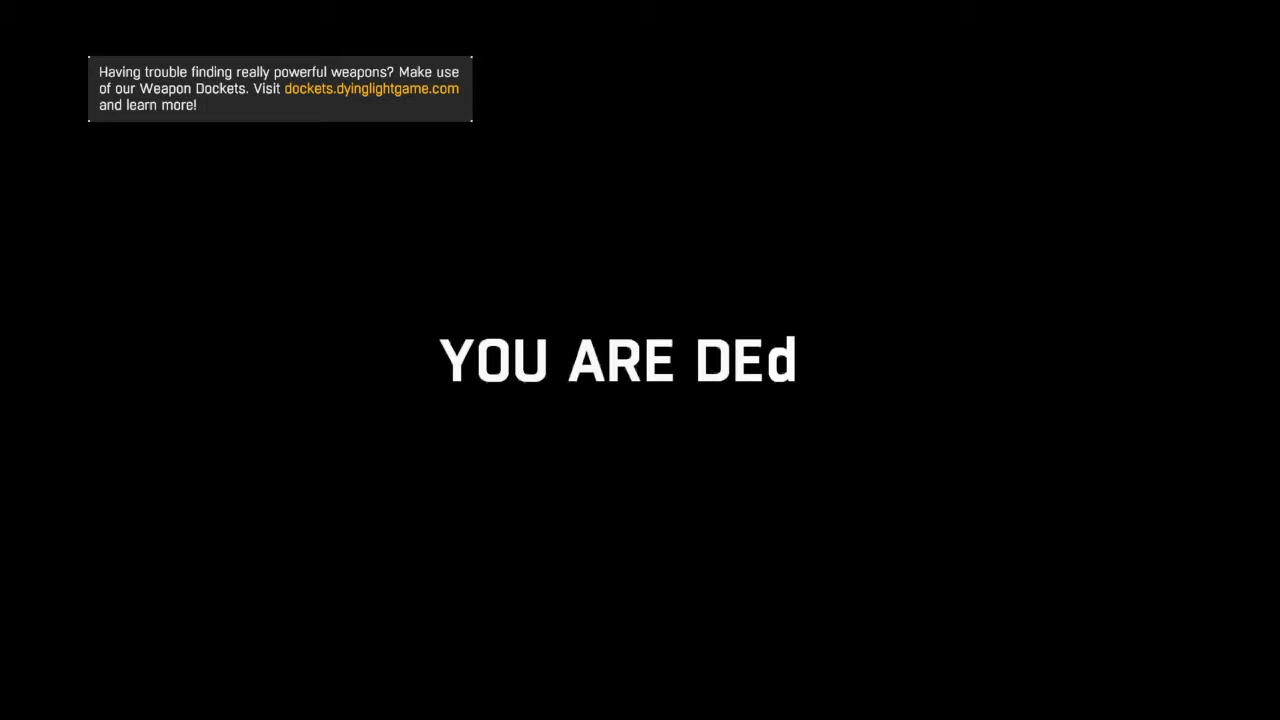 Having trouble finding really powerful weapons? Make use
of our Weapon Dockets. Visit dockets.dyinglightgame.com
and learn more!
YOU ARE DEd